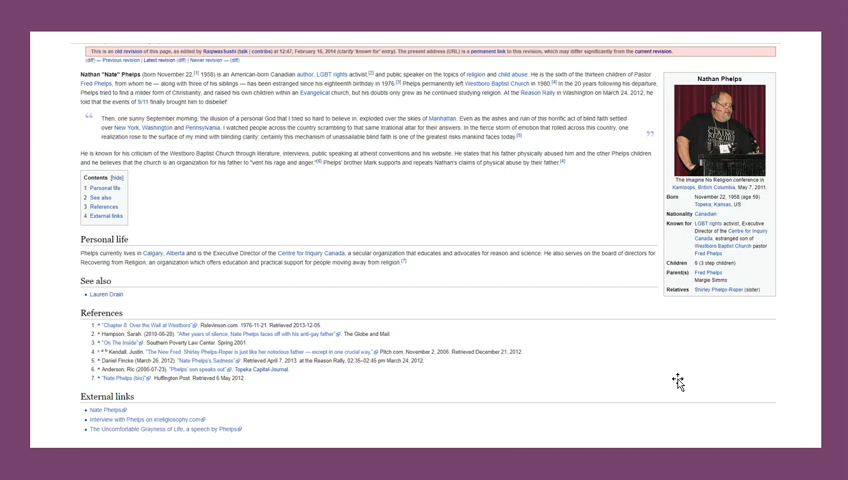 This is an old revision of this page, as edited by Raqiwashushi (talk | contribs) at 12:47, February 16, 2014 (clarify 'known for' entry). The present address (URL) is a permanent link to this revision, which may differ significantly from the current revision.
(diff) ← Previous revision | Latest revision (diff) | Newer revision → (diff)
Nathan "Nate" Phelps (born November 22,[1] 1958) is an American-born Canadian author, LGBT rights activist,[2] and public speaker on the topics of religion and child abuse. He is the sixth of the thirteen children of Pastor
Fred Phelps, from whom he — along with three of his siblings — has been estranged since his eighteenth birthday in 1976.[3] Phelps permanently left Westboro Baptist Church in 1980.[4] In the 20 years following his departure,
Phelps tried to find a milder form of Christianity, and raised his own children within an Evangelical church, but his doubts only grew as he continued studying religion. At the Reason Rally in Washington on March 24, 2012, he
told that the events of 9/11 finally brought him to disbelief:
“ Then, one sunny September morning, the illusion of a personal God that I tried so hard to believe in, exploded over the skies of Manhattan. Even as the ashes and ruin of this horrific act of blind faith settled
over New York, Washington and Pennsylvania, I watched people across the country scrambling to that same irrational altar for their answers. In the fierce storm of emotion that rolled across this country, one
realization rose to the surface of my mind with blinding clarity: certainly this mechanism of unassailable blind faith is one of the greatest risks mankind faces today.[5] ”
He is known for his criticism of the Westboro Baptist Church through literature, interviews, public speaking at atheist conventions and his website. He states that his father physically abused him and the other Phelps children
and he believes that the church is an organization for his father to "vent his rage and anger."[6] Phelps' brother Mark supports and repeats Nathan's claims of physical abuse by their father.[4]
Contents [hide]
1 Personal life
2 See also
3 References
4 External links
Personal life
Phelps currently lives in Calgary, Alberta and is the Executive Director of the Centre for Inquiry Canada, a secular organization that educates and advocates for reason and science. He also serves on the board of directors for
Recovering from Religion, an organization which offers education and practical support for people moving away from religion.[7]
See also
• Lauren Drain
References
1. ^ "Chapter 8: Over the Wall at Westboro". Rslevinson.com. 1976-11-21. Retrieved 2013-12-05.
2. ^ Hampson, Sarah. (2010-06-28). "After years of silence, Nate Phelps faces off with his anti-gay father". The Globe and Mail.
3. ^ "On The Inside". Southern Poverty Law Center. Spring 2001.
4. ^ a b Kendall, Justin. "The New Fred: Shirley Phelps-Roper is just like her notorious father — except in one crucial way." Pitch.com, November 2, 2006. Retrieved December 21, 2012.
5. ^ Daniel Fincke (March 26, 2012). "Nate Phelps's Sadness". Retrieved April 7, 2013. at the Reason Rally, 02:35–02:45 pm March 24, 2012.
6. ^ Anderson, Ric (2006-07-23). "Phelps' son speaks out". Topeka Capital-Journal.
7. ^ "Nate Phelps (bio)". Huffington Post. Retrieved 6 May 2012.
External links
• Nate Phelps
• Interview with Phelps on irreligiosophy.com
• The Uncomfortable Grayness of Life, a speech by Phelps
Nathan Phelps
The Imagine No Religion conference in
Kamloops, British Columbia, May 7, 2011.
Born November 22, 1958 (age 59)
Topeka, Kansas, US
Nationality Canadian
Known for LGBT rights activist, Executive
Director of the Centre for Inquiry
Canada, estranged son of
Westboro Baptist Church pastor
Fred Phelps
Children 6 (3 step children)
Parent(s) Fred Phelps
Margie Simms
Relatives Shirley Phelps-Roper (sister)